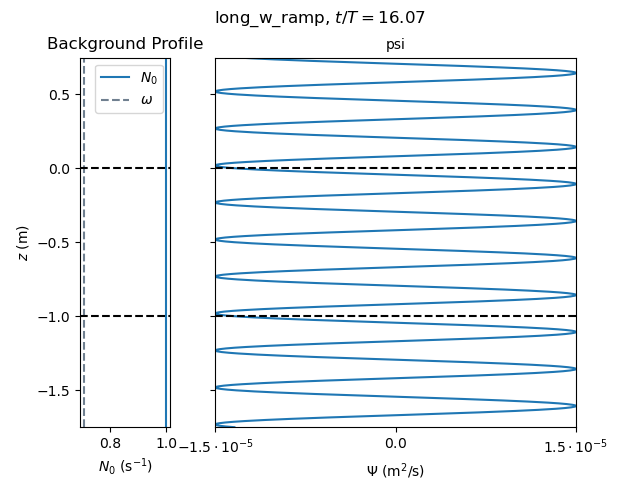 long_w_ramp, t/T = 16.07
Background Profile
psi
N₀
ω
0.5
0.0
−0.5
−1.0
−1.5
z (m)
0.8
1.0
−1.5·10⁻⁵
0.0
1.5·10⁻⁵
N₀ (s⁻¹)
Ψ (m²/s)